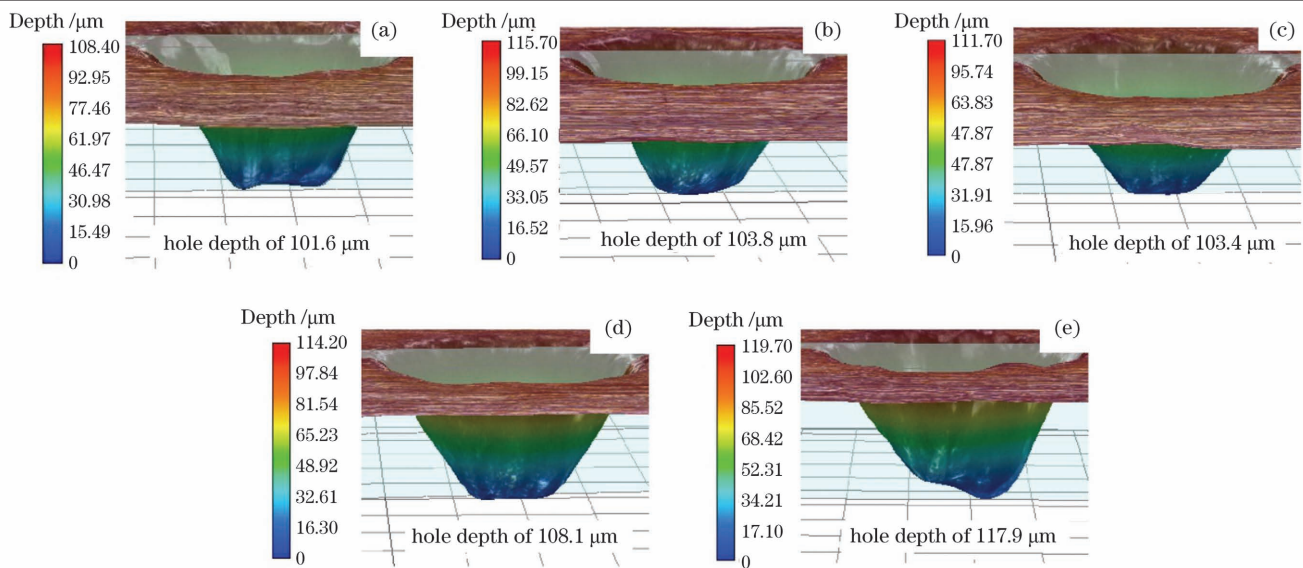 Depth /μm
108.40
92.95
77.46
61.97
46.47
30.98
15.49
0
(a)
hole depth of 101.6 μm
Depth /μm
115.70
99.15
82.62
66.10
49.57
33.05
16.52
0
(b)
hole depth of 103.8 μm
Depth /μm
111.70
95.74
63.83
47.87
47.87
31.91
15.96
0
(c)
hole depth of 103.4 μm
Depth /μm
114.20
97.84
81.54
65.23
48.92
32.61
16.30
0
(d)
hole depth of 108.1 μm
Depth /μm
119.70
102.60
85.52
68.42
52.31
34.21
17.10
0
(e)
hole depth of 117.9 μm